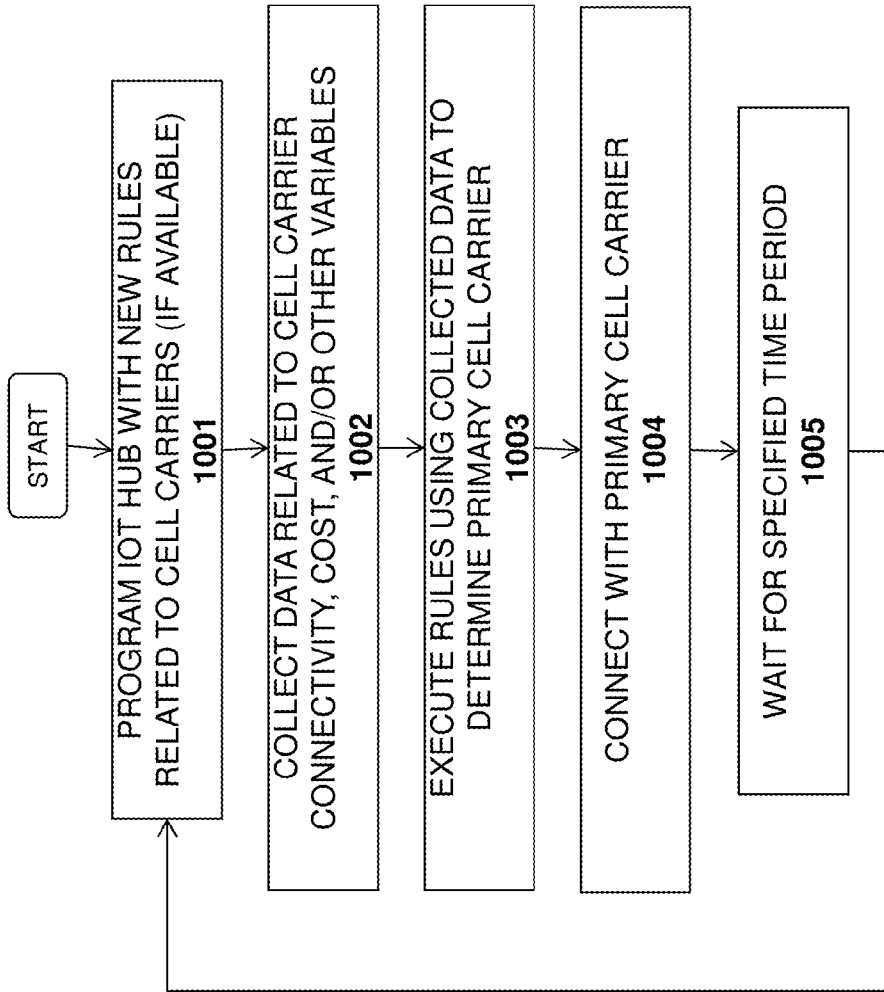 START
PROGRAM IOT HUB WITH NEW RULES
RELATED TO CELL CARRIERS (IF AVAILABLE)
1001
COLLECT DATA RELATED TO CELL CARRIER
CONNECTIVITY, COST, AND/OR OTHER VARIABLES
1002
EXECUTE RULES USING COLLECTED DATA TO
DETERMINE PRIMARY CELL CARRIER
1003
CONNECT WITH PRIMARY CELL CARRIER
1004
WAIT FOR SPECIFIED TIME PERIOD
1005